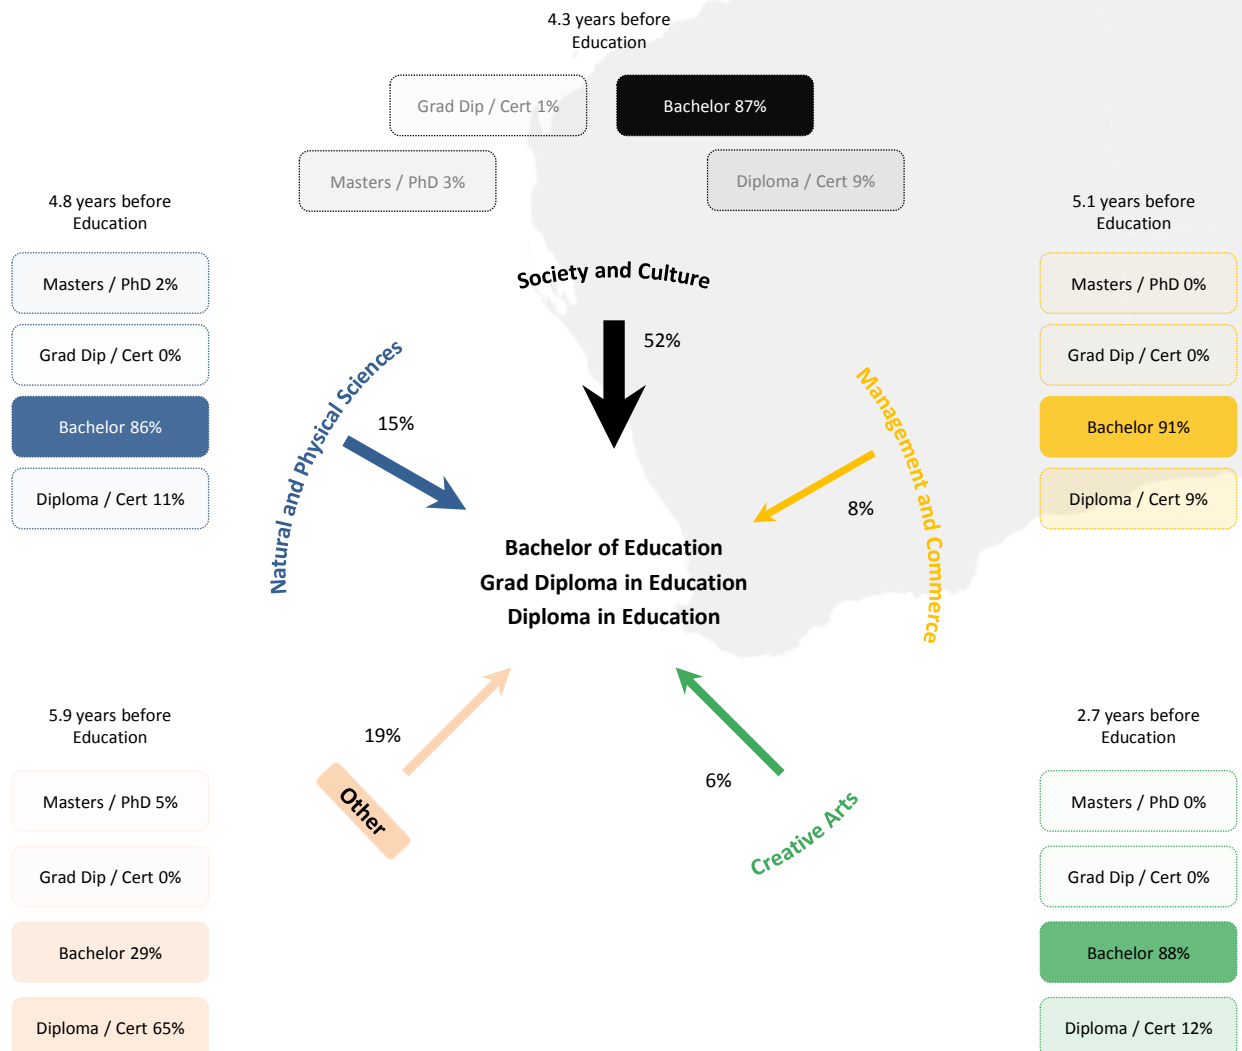 4.3 years before
Education
Grad Dip / Cert 1%
Bachelor 87%
Masters / PhD 3%
Diploma / Cert 9%
Society and Culture
52%
4.8 years before
Education
Masters / PhD 2%
Grad Dip / Cert 0%
Bachelor 86%
Diploma / Cert 11%
Natural and Physical Sciences
15%
5.1 years before
Education
Masters / PhD 0%
Grad Dip / Cert 0%
Bachelor 91%
Diploma / Cert 9%
Management and Commerce
8%
Bachelor of Education
Grad Diploma in Education
Diploma in Education
5.9 years before
Education
Masters / PhD 5%
Grad Dip / Cert 0%
Bachelor 29%
Diploma / Cert 65%
Other
19%
6%
Creative Arts
2.7 years before
Education
Masters / PhD 0%
Grad Dip / Cert 0%
Bachelor 88%
Diploma / Cert 12%